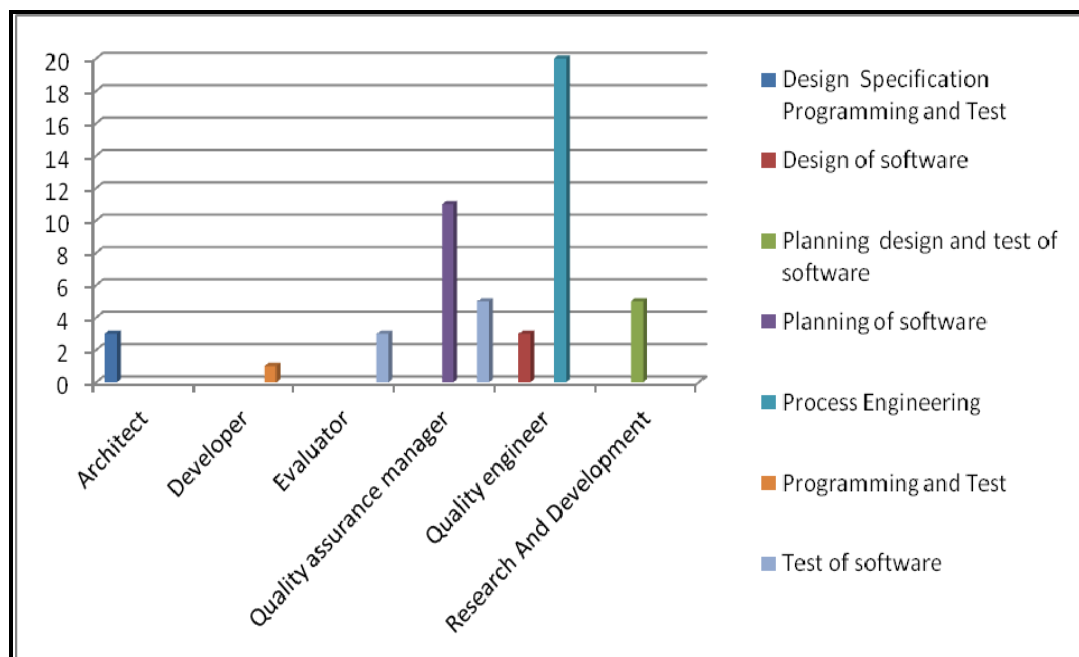 20
18
16
14
12
10
8
6
4
2
0
Architect
Developer
Evaluator
Quality assurance manager
Quality engineer
Research And Development
Design Specification
Programming and Test
Design of software
Planning design and test of
software
Planning of software
Process Engineering
Programming and Test
Test of software